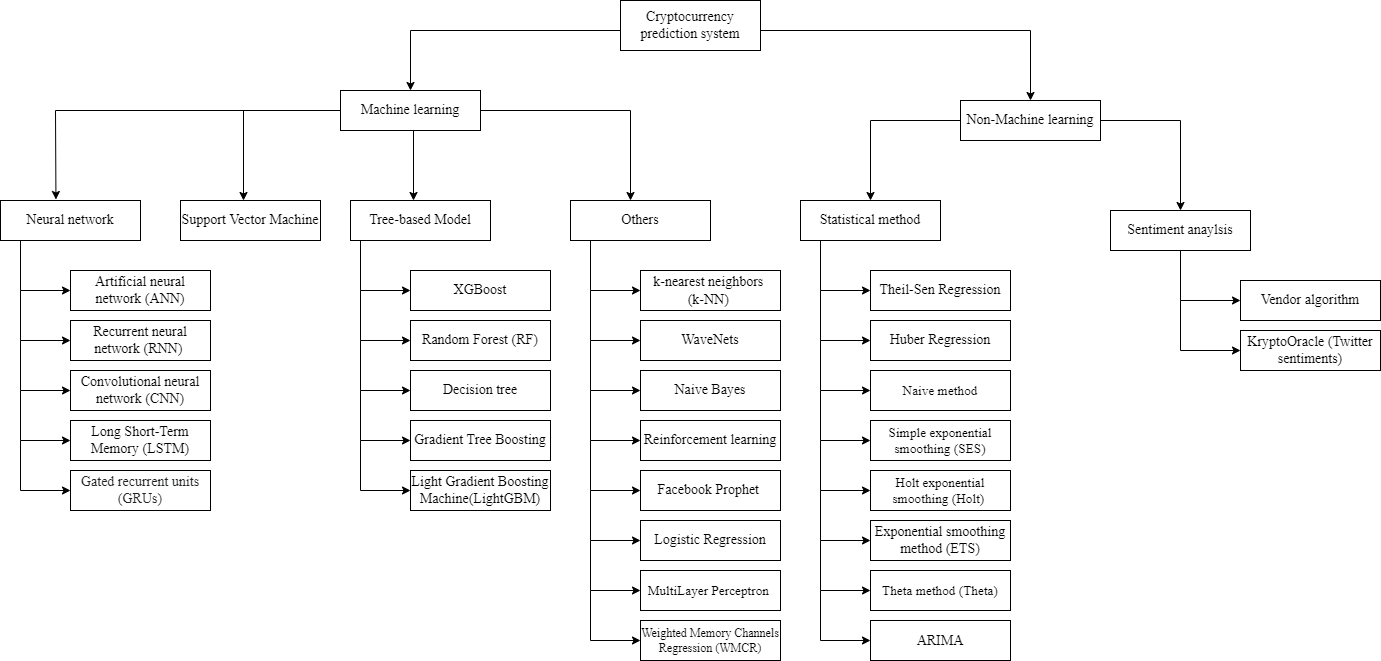 Cryptocurrency
prediction system
Machine learning
Non-Machine learning
Neural network
Support Vector Machine
Tree-based Model
Others
Statistical method
Sentiment anaylsis
Artificial neural
network (ANN)
Recurrent neural
network (RNN)
Convolutional neural
network (CNN)
Long Short-Term
Memory (LSTM)
Gated recurrent units
(GRUs)
XGBoost
Random Forest (RF)
Decision tree
Gradient Tree Boosting
Light Gradient Boosting
Machine(LightGBM)
k-nearest neighbors
(k-NN)
WaveNets
Naive Bayes
Reinforcement learning
Facebook Prophet
Logistic Regression
MultiLayer Perceptron
Weighted Memory Channels
Regression (WMCR)
Theil-Sen Regression
Huber Regression
Naive method
Simple exponential
smoothing (SES)
Holt exponential
smoothing (Holt)
Exponential smoothing
method (ETS)
Theta method (Theta)
ARIMA
Vendor algorithm
KryptoOracle (Twitter
sentiments)